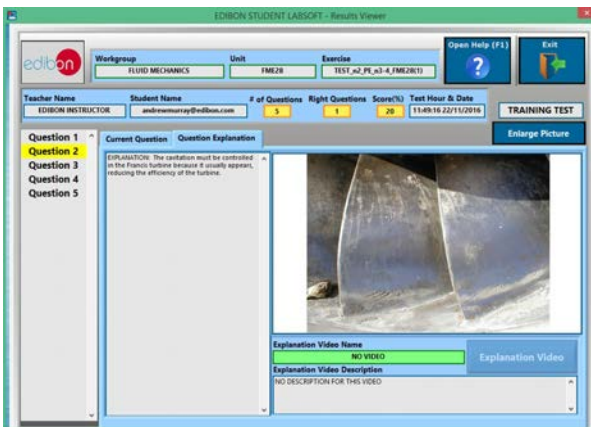 EDIBON STUDENT LABSOFT - Results Viewer
edibon
Workgroup Unit Exercise
FLUID MECHANICS FME28 TEST_n2_PE_n3-4_FME28(1)
Open Help (F1) Exit
?
Teacher Name Student Name # of Questions Right Questions Score(%) Test Hour & Date
EDIBON INSTRUCTOR andrewmurray@edibon.com 5 1 20 11:49:16 22/11/2016 TRAINING TEST
Enlarge Picture
Question 1
Question 2
Question 3
Question 4
Question 5
Current Question Question Explanation
EXPLANATION: The cavitation must be controlled
in the Francis turbine because it usually appears,
reducing the efficiency of the turbine.
Explanation Video Name
NO VIDEO
Explanation Video
Explanation Video Description
NO DESCRIPTION FOR THIS VIDEO